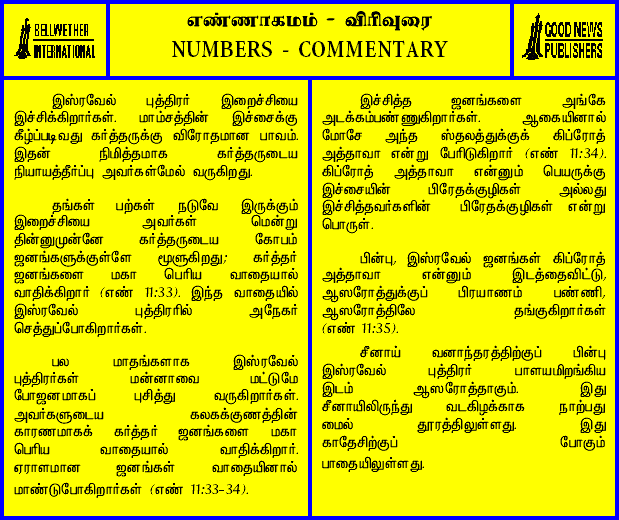 BELLWETHER
INTERNATIONAL
எண்ணாகமம் - விரிவுரை
NUMBERS - COMMENTARY
GOOD NEWS
PUBLISHERS
இஸ்ரவேல் புத்திரர் இறைச்சியை
இச்சிக்கிறார்கள். மாம்சத்தின் இச்சைக்கு
கீழ்ப்படிவது கர்த்தருக்கு விரோதமான பாவம்.
இதன் நிமித்தமாக கர்த்தருடைய
நியாயத்தீர்ப்பு அவர்கள்மேல் வருகிறது.
தங்கள் பற்கள் நடுவே இருக்கும்
இறைச்சியை அவர்கள் மென்று
தின்னுமுன்னே கர்த்தருடைய கோபம்
ஜனங்களுக்குள்ளே மூளுகிறது; கர்த்தர்
ஜனங்களை மகா பெரிய வாதையால்
வாதிக்கிறார் (எண் 11:33). இந்த வாதையில்
இஸ்ரவேல் புத்திரரில் அநேகர்
செத்துப்போகிறார்கள்.
பல மாதங்களாக இஸ்ரவேல்
புத்திரர்கள் மன்னாவை மட்டுமே
போஜனமாகப் புசித்து வருகிறார்கள்.
அவர்களுடைய கலகக்குணத்தின்
காரணமாகக் கர்த்தர் ஜனங்களை மகா
பெரிய வாதையால் வாதிக்கிறார்.
ஏராளமான ஜனங்கள் வாதையினால்
மாண்டுபோகிறார்கள் (எண் 11:33-34).
இச்சித்த ஜனங்களை அங்கே
அடக்கம்பண்ணுகிறார்கள். ஆகையினால்
மோசே அந்த ஸ்தலத்துக்குக் கிப்ரோத்
அத்தாவா என்று பேரிடுகிறார் (எண் 11:34).
கிப்ரோத் அத்தாவா என்னும் பெயருக்கு
இச்சையின் பிரேதக்குழிகள் அல்லது
இச்சித்தவர்களின் பிரேதக்குழிகள் என்று
பொருள்.
பின்பு, இஸ்ரவேல் ஜனங்கள் கிப்ரோத்
அத்தாவா என்னும் இடத்தைவிட்டு,
ஆஸரோத்துக்குப் பிரயாணம் பண்ணி,
ஆஸரோத்திலே தங்குகிறார்கள்
(எண் 11:35).
சீனாய் வனாந்தரத்திற்குப் பின்பு
இஸ்ரவேல் புத்திரர் பாளயமிறங்கிய
இடம் ஆஸரோத்தாகும். இது
சீனாயிலிருந்து வடகிழக்காக நாற்பது
மைல் தூரத்திலுள்ளது. இது
காதேசிற்குப் போகும்
பாதையிலுள்ளது.